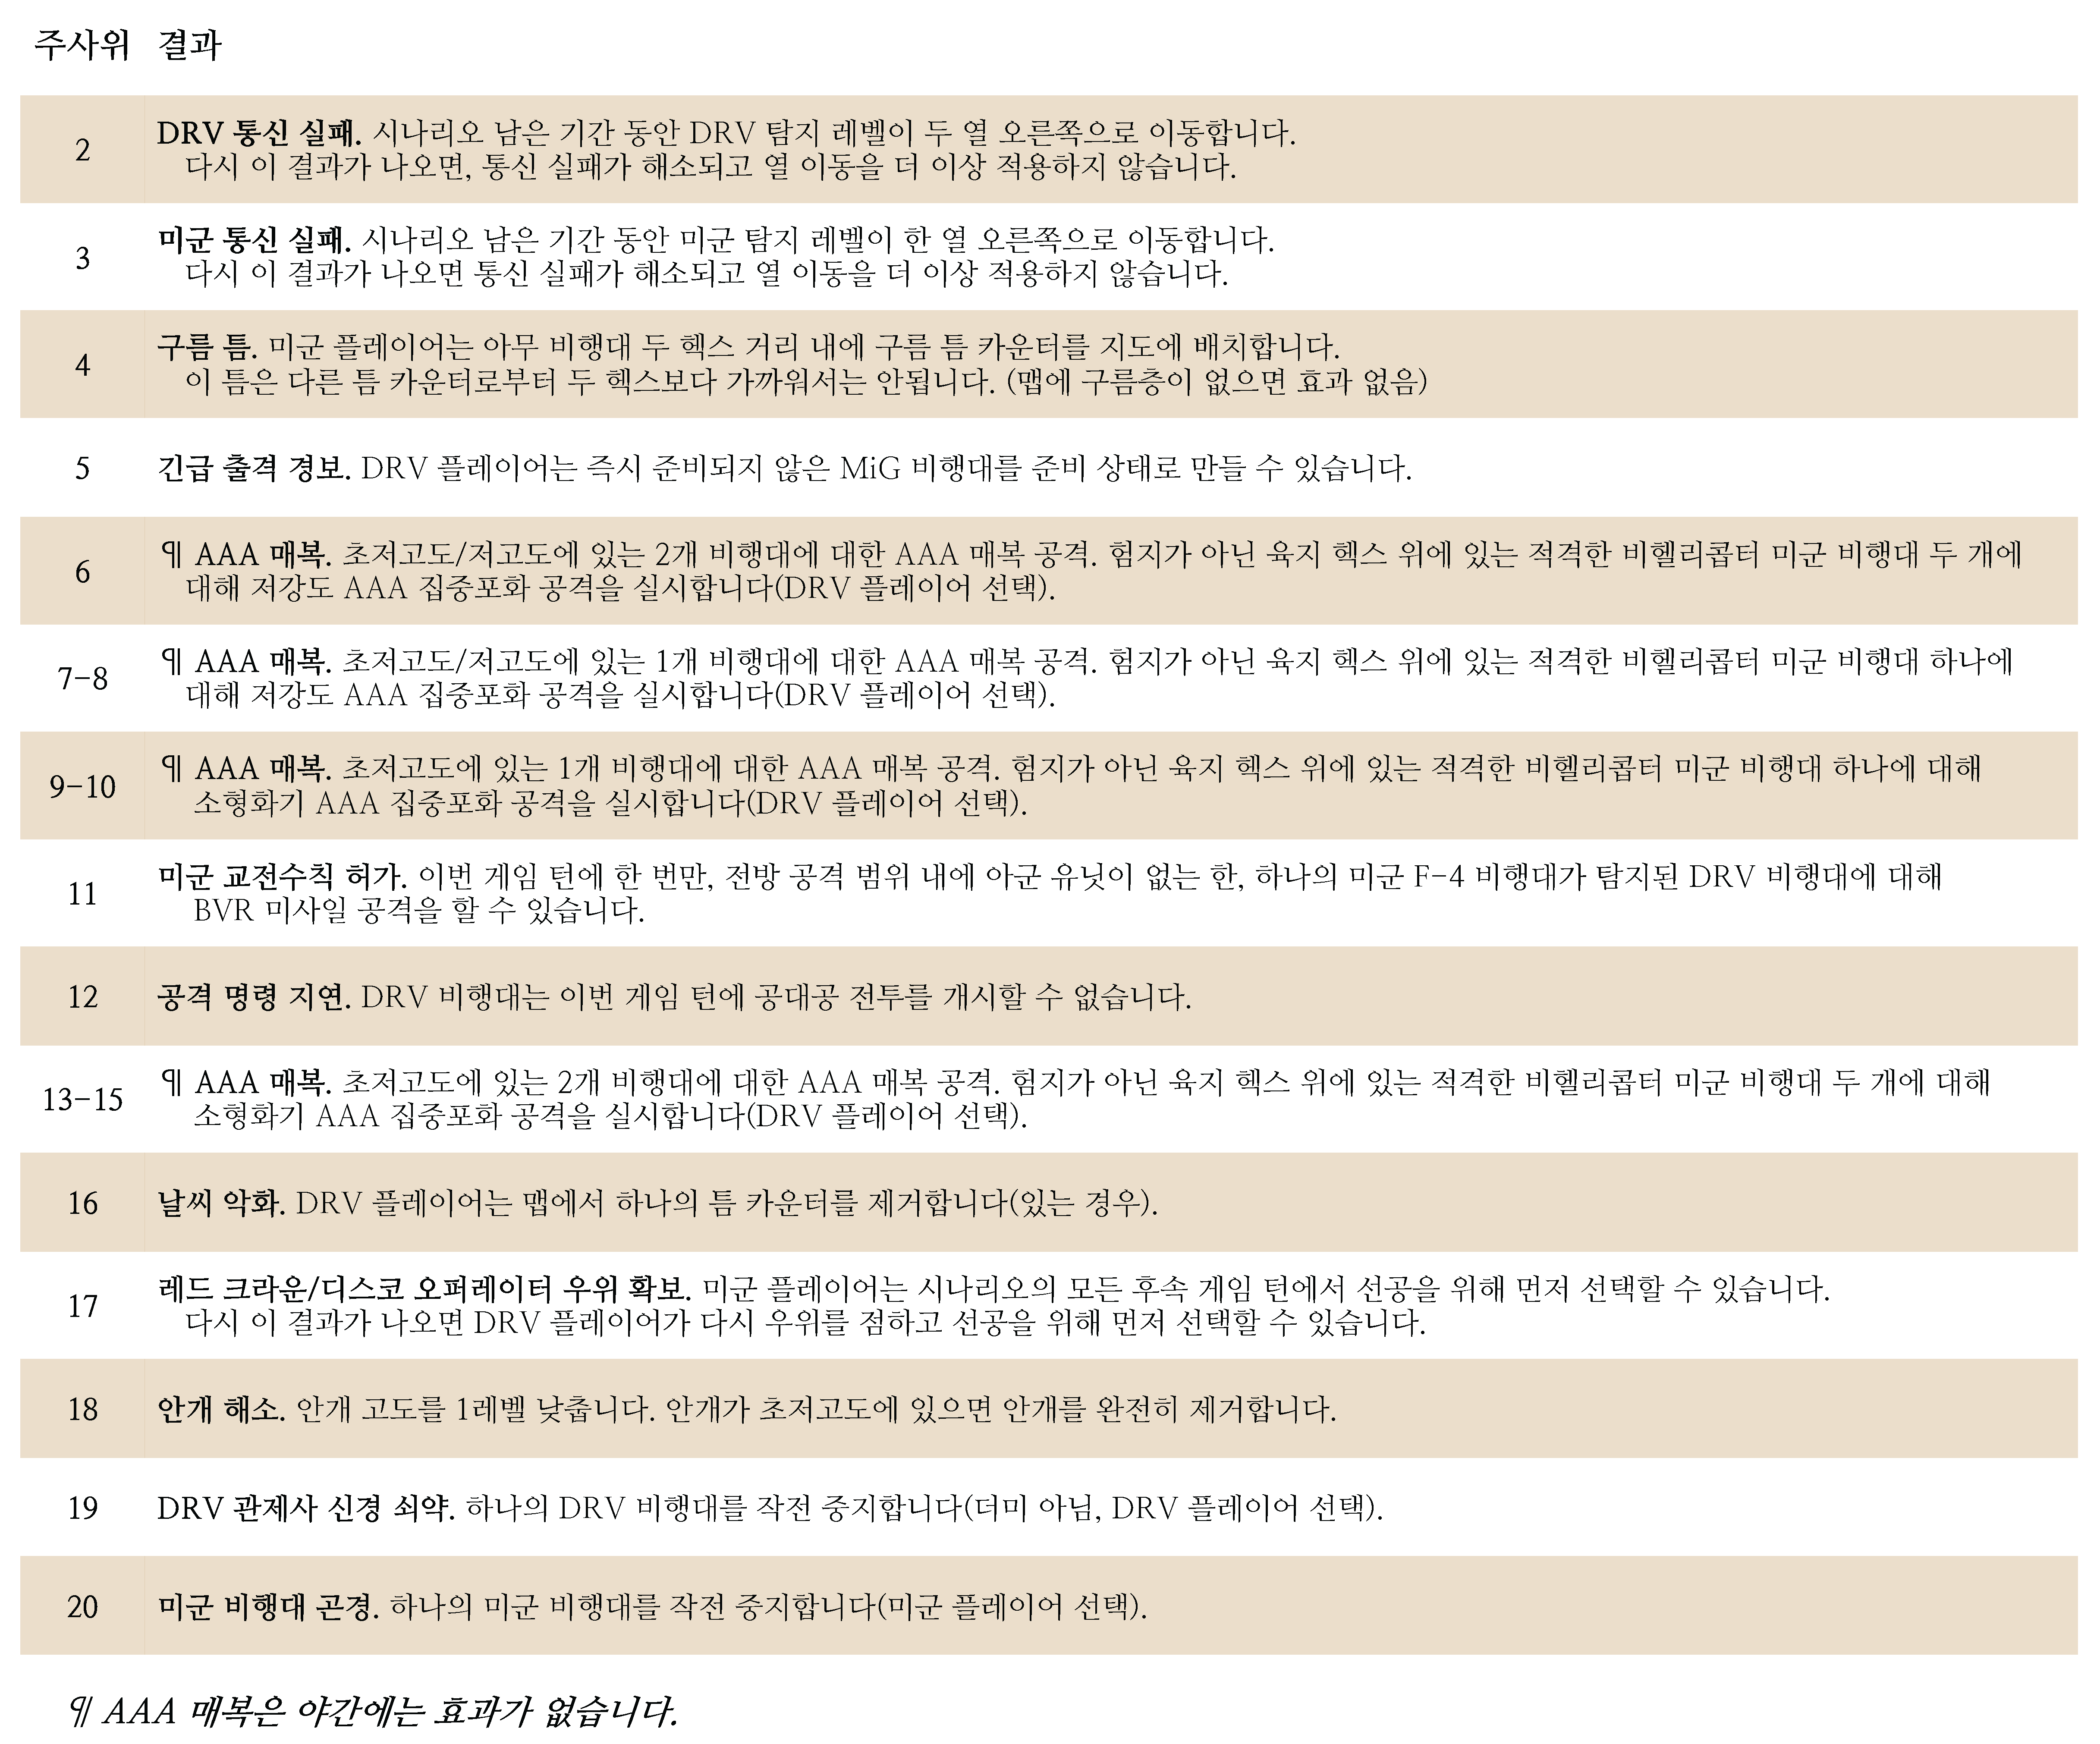 주사위 결과
2 DRV 통신 실패. 시나리오 남은 기간 동안 DRV 탐지 레벨이 두 열 오른쪽으로 이동합니다.
다시 이 결과가 나오면, 통신 실패가 해소되고 열 이동을 더 이상 적용하지 않습니다.
3 미군 통신 실패. 시나리오 남은 기간 동안 미군 탐지 레벨이 한 열 오른쪽으로 이동합니다.
다시 이 결과가 나오면 통신 실패가 해소되고 열 이동을 더 이상 적용하지 않습니다.
4 구름 틈. 미군 플레이어는 아무 비행대 두 헥스 거리 내에 구름 틈 카운터를 지도에 배치합니다.
이 틈은 다른 틈 카운터로부터 두 헥스보다 가까워서는 안됩니다. (맵에 구름층이 없으면 효과 없음)
5 긴급 출격 경보. DRV 플레이어는 즉시 준비되지 않은 MiG 비행대를 준비 상태로 만들 수 있습니다.
6 ¶ AAA 매복. 초저고도/저고도에 있는 2개 비행대에 대한 AAA 매복 공격. 험지가 아닌 육지 헥스 위에 있는 적격한 비헬리콥터 미군 비행대 두 개에
대해 저강도 AAA 집중포화 공격을 실시합니다(DRV 플레이어 선택).
7-8 ¶ AAA 매복. 초저고도/저고도에 있는 1개 비행대에 대한 AAA 매복 공격. 험지가 아닌 육지 헥스 위에 있는 적격한 비헬리콥터 미군 비행대 하나에
대해 저강도 AAA 집중포화 공격을 실시합니다(DRV 플레이어 선택).
9-10 ¶ AAA 매복. 초저고도에 있는 1개 비행대에 대한 AAA 매복 공격. 험지가 아닌 육지 헥스 위에 있는 적격한 비헬리콥터 미군 비행대 하나에 대해
소형화기 AAA 집중포화 공격을 실시합니다(DRV 플레이어 선택).
11 미군 교전수칙 허가. 이번 게임 턴에 한 번만, 전방 공격 범위 내에 아군 유닛이 없는 한, 하나의 미군 F-4 비행대가 탐지된 DRV 비행대에 대해
BVR 미사일 공격을 할 수 있습니다.
12 공격 명령 지연. DRV 비행대는 이번 게임 턴에 공대공 전투를 개시할 수 없습니다.
13-15 ¶ AAA 매복. 초저고도에 있는 2개 비행대에 대한 AAA 매복 공격. 험지가 아닌 육지 헥스 위에 있는 적격한 비헬리콥터 미군 비행대 두 개에 대해
소형화기 AAA 집중포화 공격을 실시합니다(DRV 플레이어 선택).
16 날씨 악화. DRV 플레이어는 맵에서 하나의 틈 카운터를 제거합니다(있는 경우).
17 레드 크라운/디스코 오퍼레이터 우위 확보. 미군 플레이어는 시나리오의 모든 후속 게임 턴에서 선공을 위해 먼저 선택할 수 있습니다.
다시 이 결과가 나오면 DRV 플레이어가 다시 우위를 점하고 선공을 위해 먼저 선택할 수 있습니다.
18 안개 해소. 안개 고도를 1레벨 낮춥니다. 안개가 초저고도에 있으면 안개를 완전히 제거합니다.
19 DRV 관제사 신경 쇠약. 하나의 DRV 비행대를 작전 중지합니다(더미 아님, DRV 플레이어 선택).
20 미군 비행대 곤경. 하나의 미군 비행대를 작전 중지합니다(미군 플레이어 선택).
¶ AAA 매복은 야간에는 효과가 없습니다.